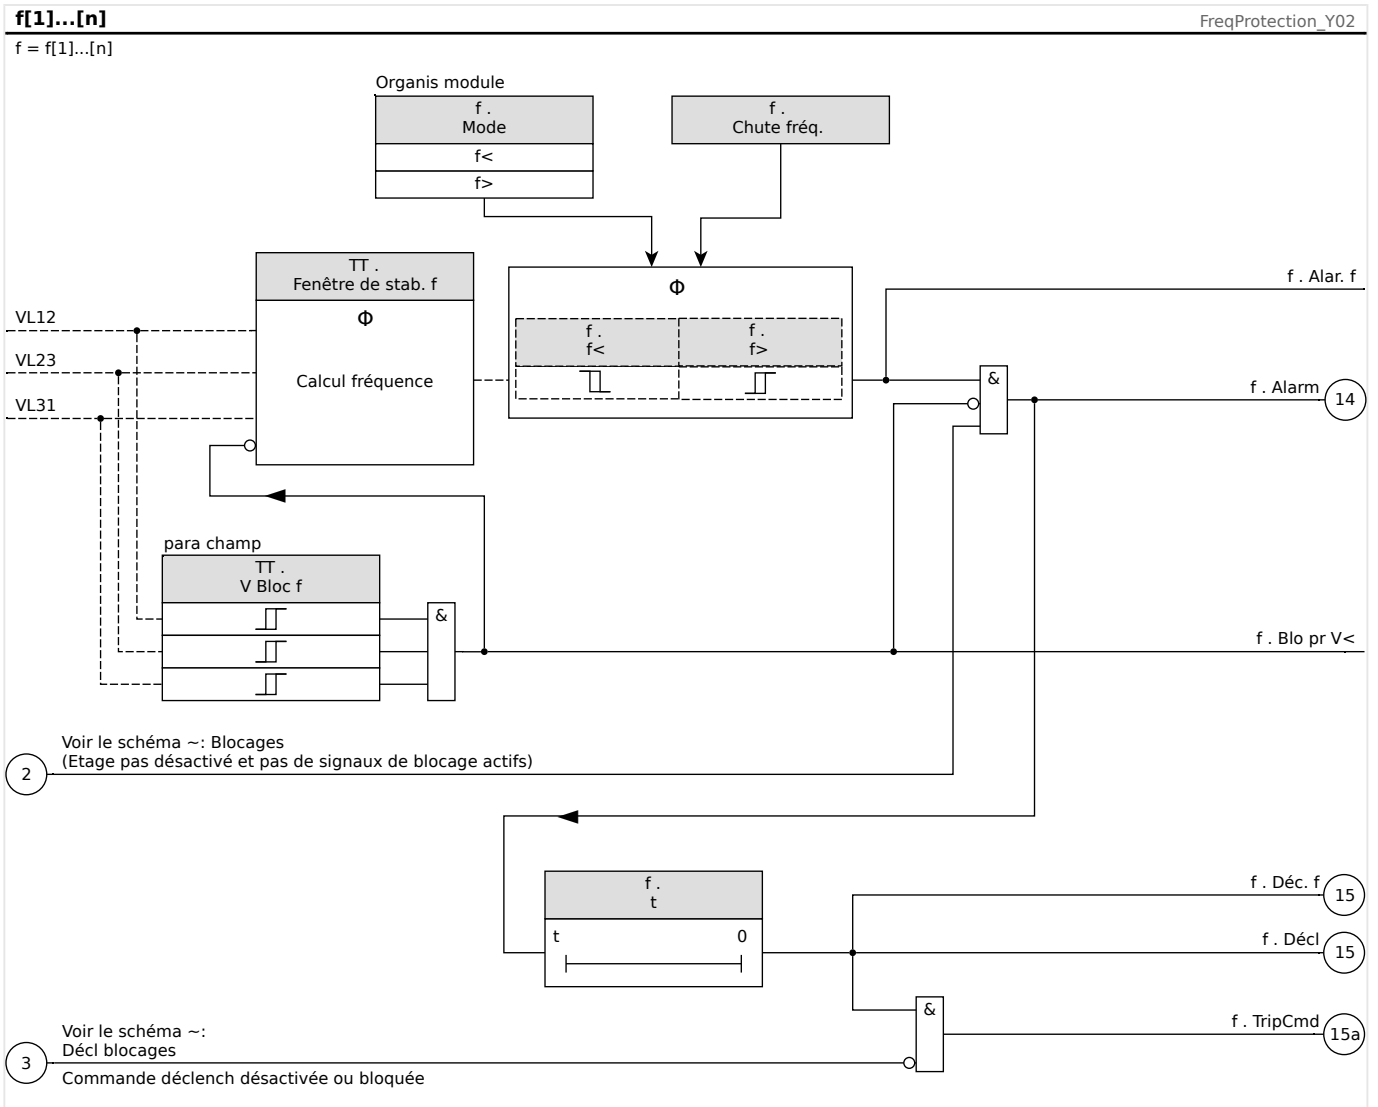 f[1]...[n]
FreqProtection_Y02
f = f[1]...[n]
Organis module
f .
Mode
f<
f>
f .
Chute fréq.
TT .
Fenêtre de stab. f
Φ
Calcul fréquence
Φ
f .
f<
f .
f>
VL12
VL23
VL31
f . Alar. f
&
f . Alarm
14
para champ
TT .
V Bloc f
&
f . Blo pr V<
Voir le schéma ~: Blocages
(Etage pas désactivé et pas de signaux de blocage actifs)
2
f .
t
t
0
f . Déc. f
15
f . Décl
15
&
f . TripCmd
15a
Voir le schéma ~:
Décl blocages
3
Commande déclench désactivée ou bloquée